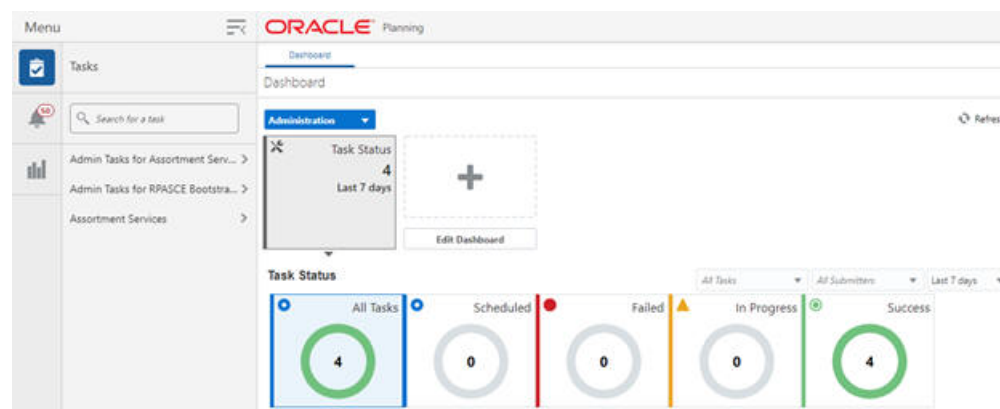 Menu
ORACLE Planning
Dashboard
Tasks
Dashboard
50
Search for a task
Administration
Refres
Admin Tasks for Assortment Serv...
Admin Tasks for RPASCE Bootstra...
Assortment Services
Task Status
4
Last 7 days
Edit Dashboard
Task Status
All Tasks
All Submitters
Last 7 days
All Tasks
4
Scheduled
0
Failed
0
In Progress
0
Success
4